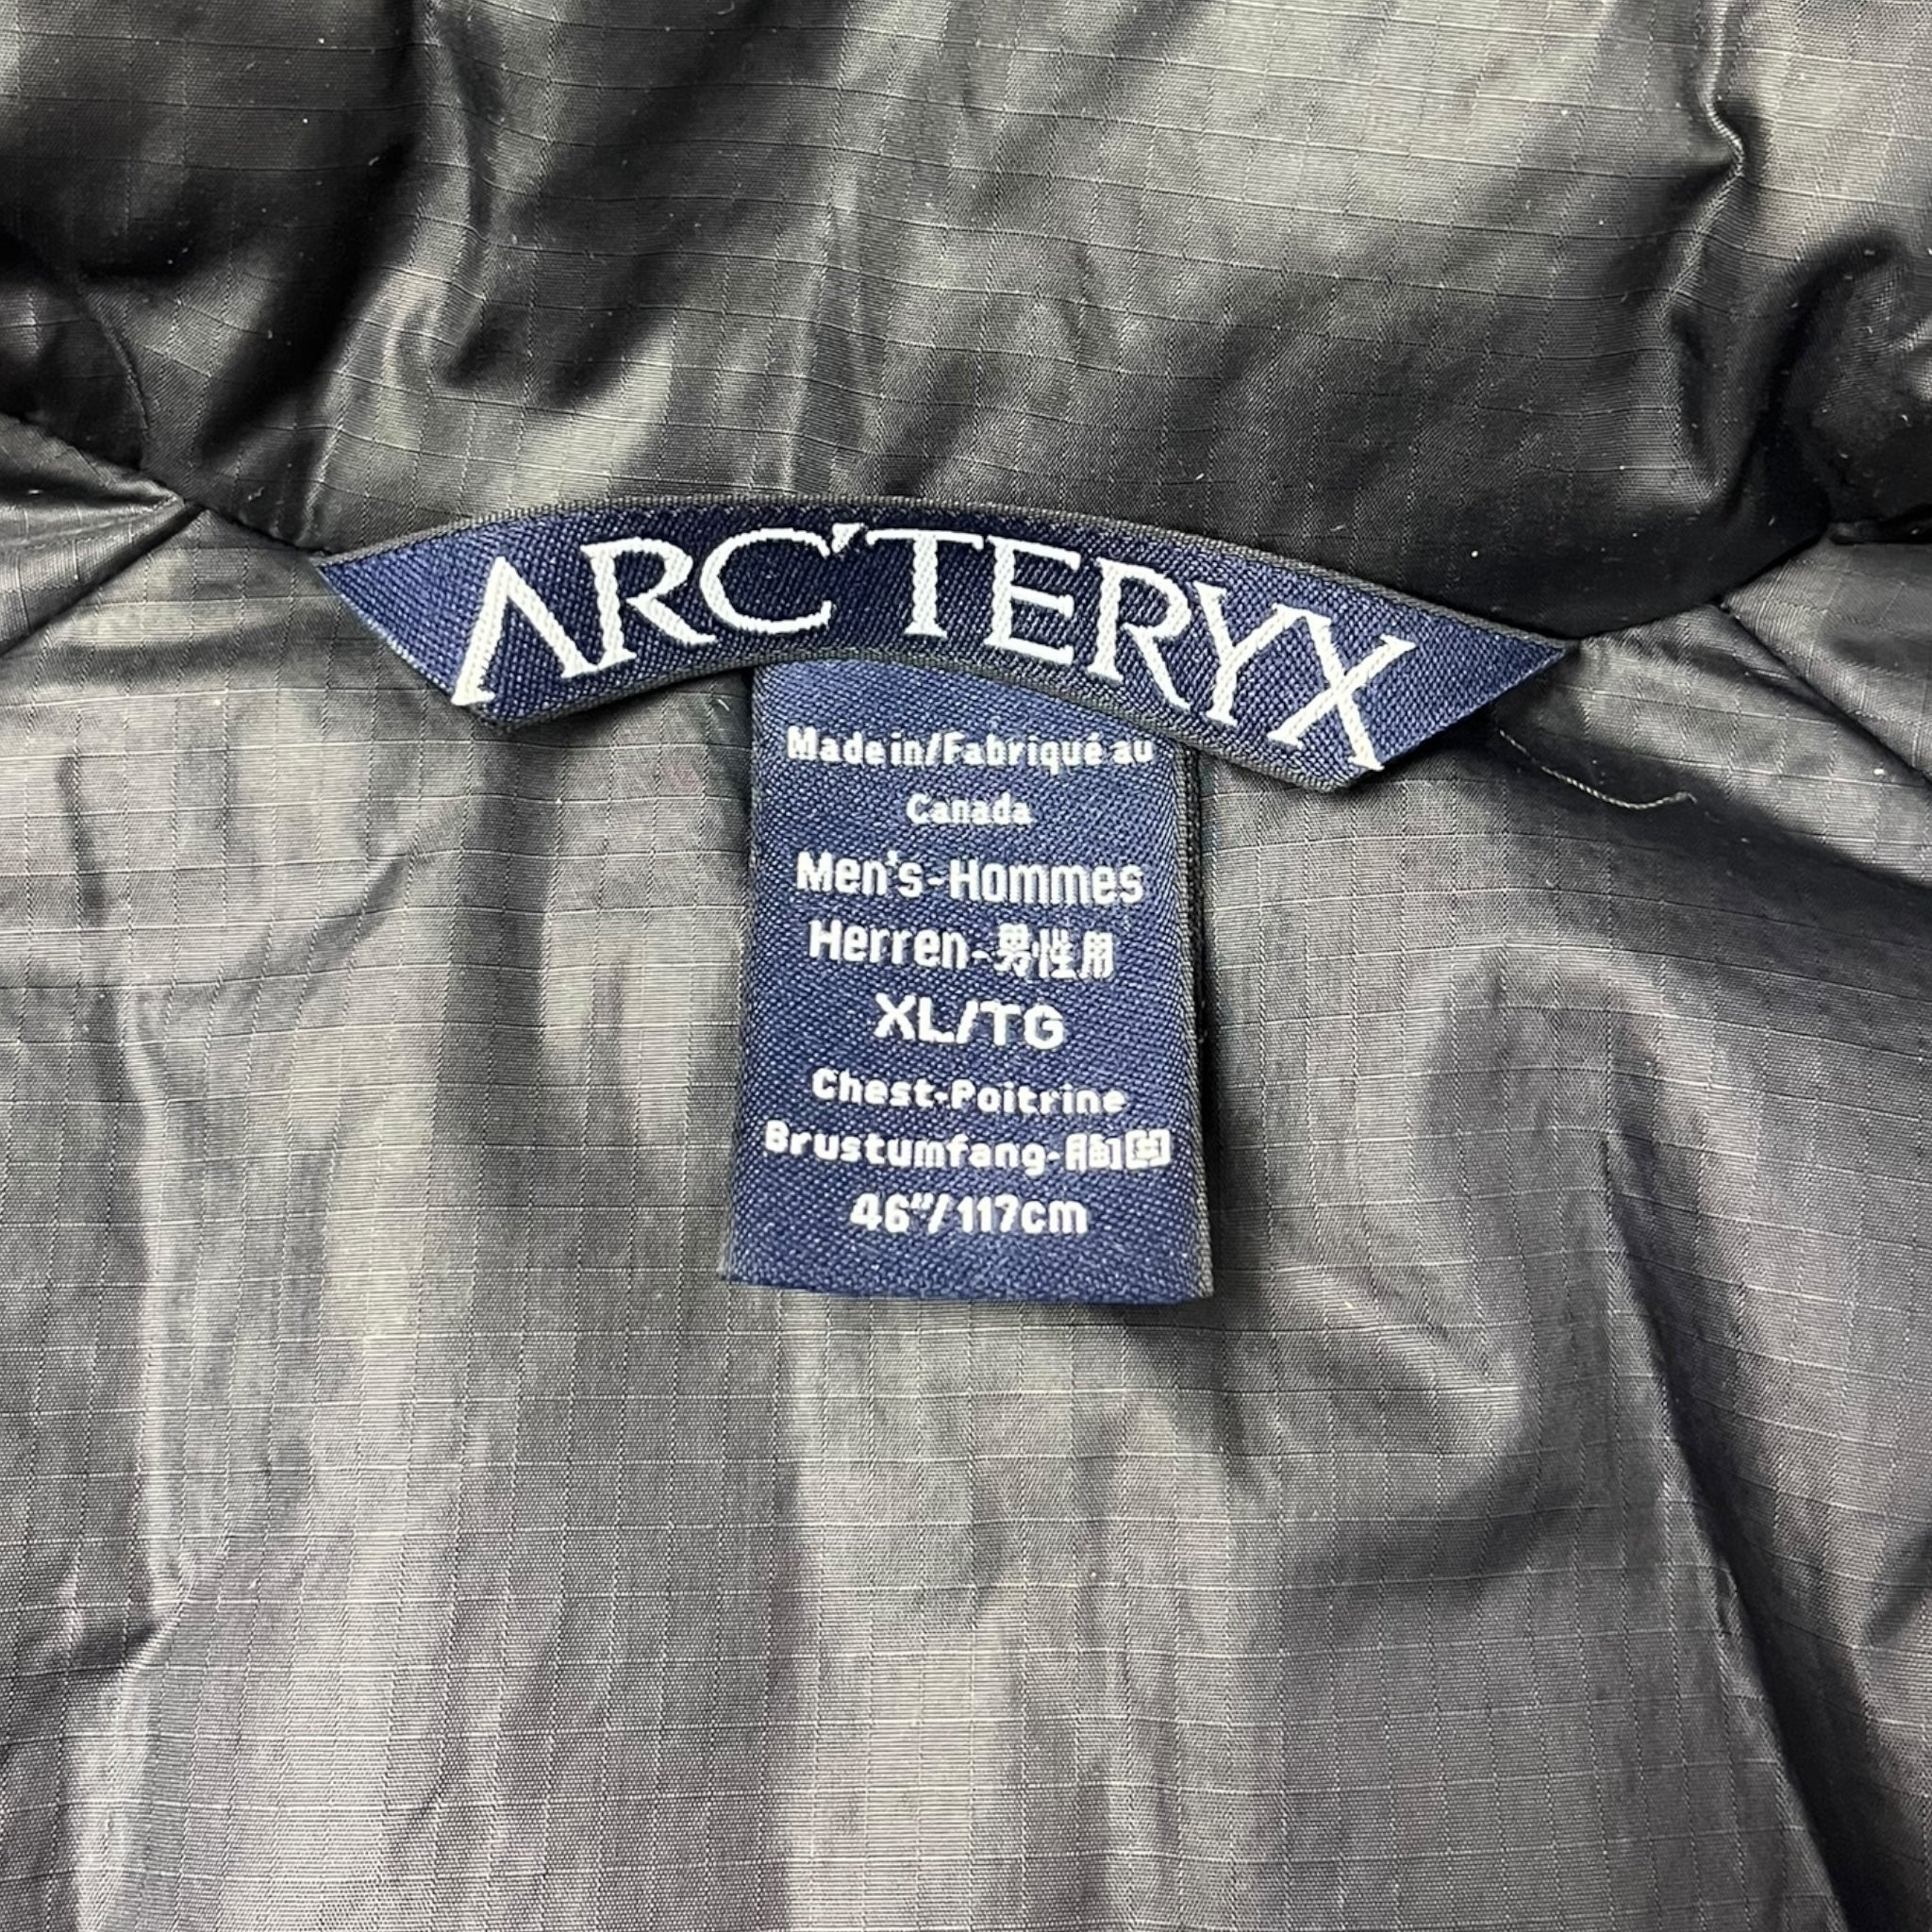 ARC'TERYX
Made in/Fabriqué au
Canada
Men's-Hommes
Herren-男性用
XL/TG
Chest-Poitrine
Brustumfang-胸囲
46"/117cm